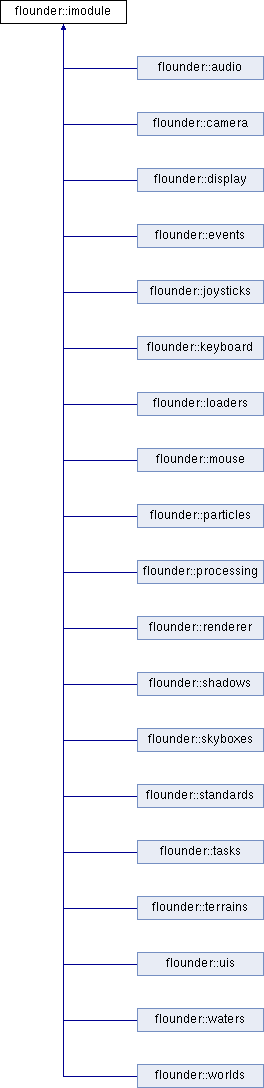 flounder::imodule
flounder::audio
flounder::camera
flounder::display
flounder::events
flounder::joysticks
flounder::keyboard
flounder::loaders
flounder::mouse
flounder::particles
flounder::processing
flounder::renderer
flounder::shadows
flounder::skyboxes
flounder::standards
flounder::tasks
flounder::terrains
flounder::uis
flounder::waters
flounder::worlds